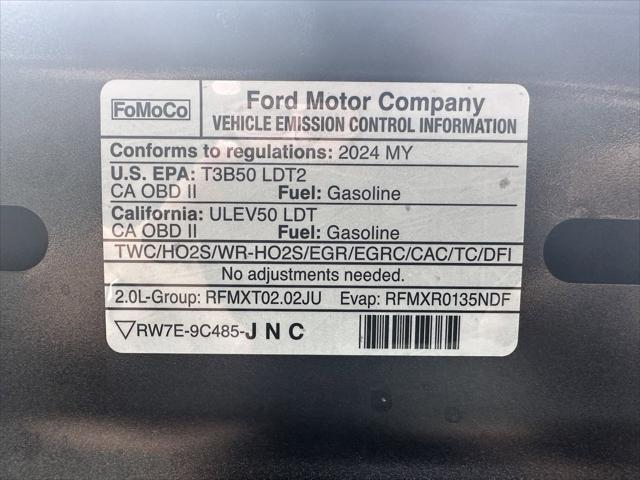 FoMoCo
Ford Motor Company
VEHICLE EMISSION CONTROL INFORMATION
Conforms to regulations: 2024 MY
U.S. EPA: T3B50 LDT2
CA OBD II Fuel: Gasoline
California: ULEV50 LDT
CA OBD II Fuel: Gasoline
TWC/HO2S/WR-HO2S/EGR/EGRC/CAC/TC/DFI
No adjustments needed.
2.0L-Group: RFMXT02.02JU Evap: RFMXR0135NDF
RW7E-9C485-JNC